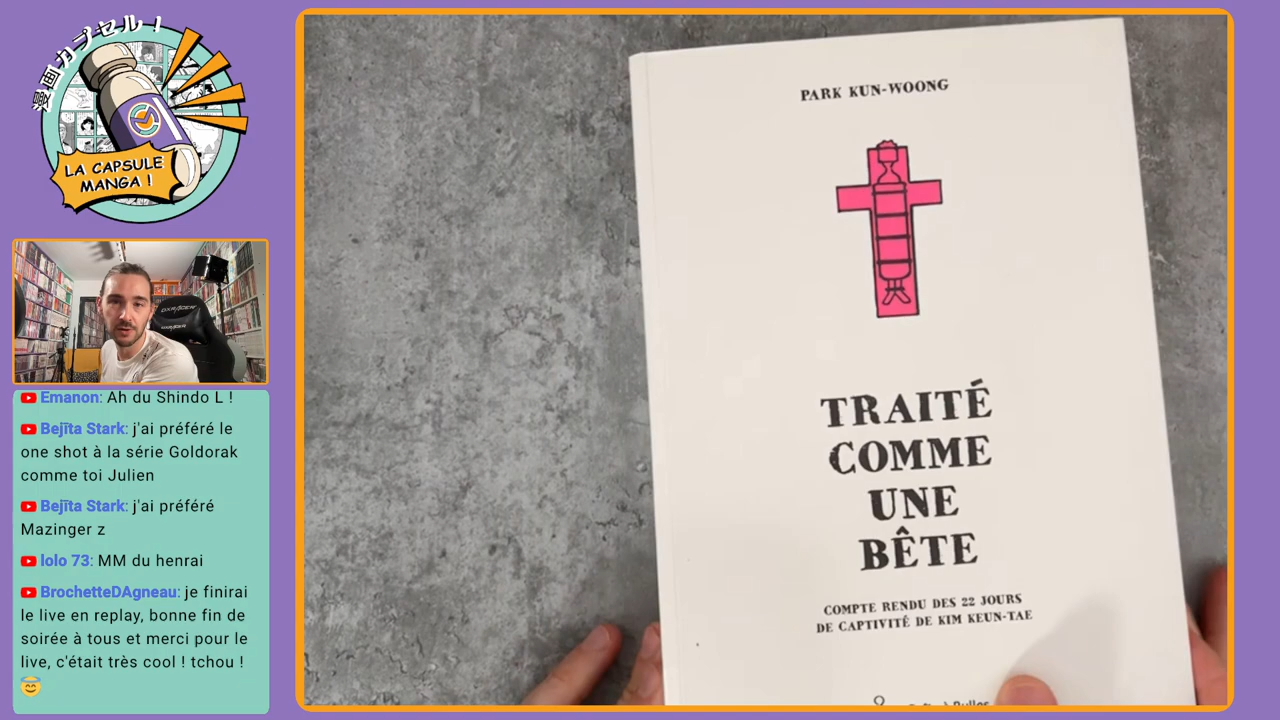 漫画カプセル！
LA CAPSULE
MANGA !
DXRACER
Emanon: Ah du Shindo L !
Bejīta Stark: j'ai préféré le
one shot à la série Goldorak
comme toi Julien
Bejīta Stark: j'ai préféré
Mazinger z
lolo 73: MM du henrai
BrochetteDAgneau: je finirai
le live en replay, bonne fin de
soirée à tous et merci pour le
live, c'était très cool ! tchou !
PARK KUN-WOONG
TRAITÉ
COMME
UNE
BÊTE
COMPTE RENDU DES 22 JOURS
DE CAPTIVITÉ DE KIM KEUN-TAE